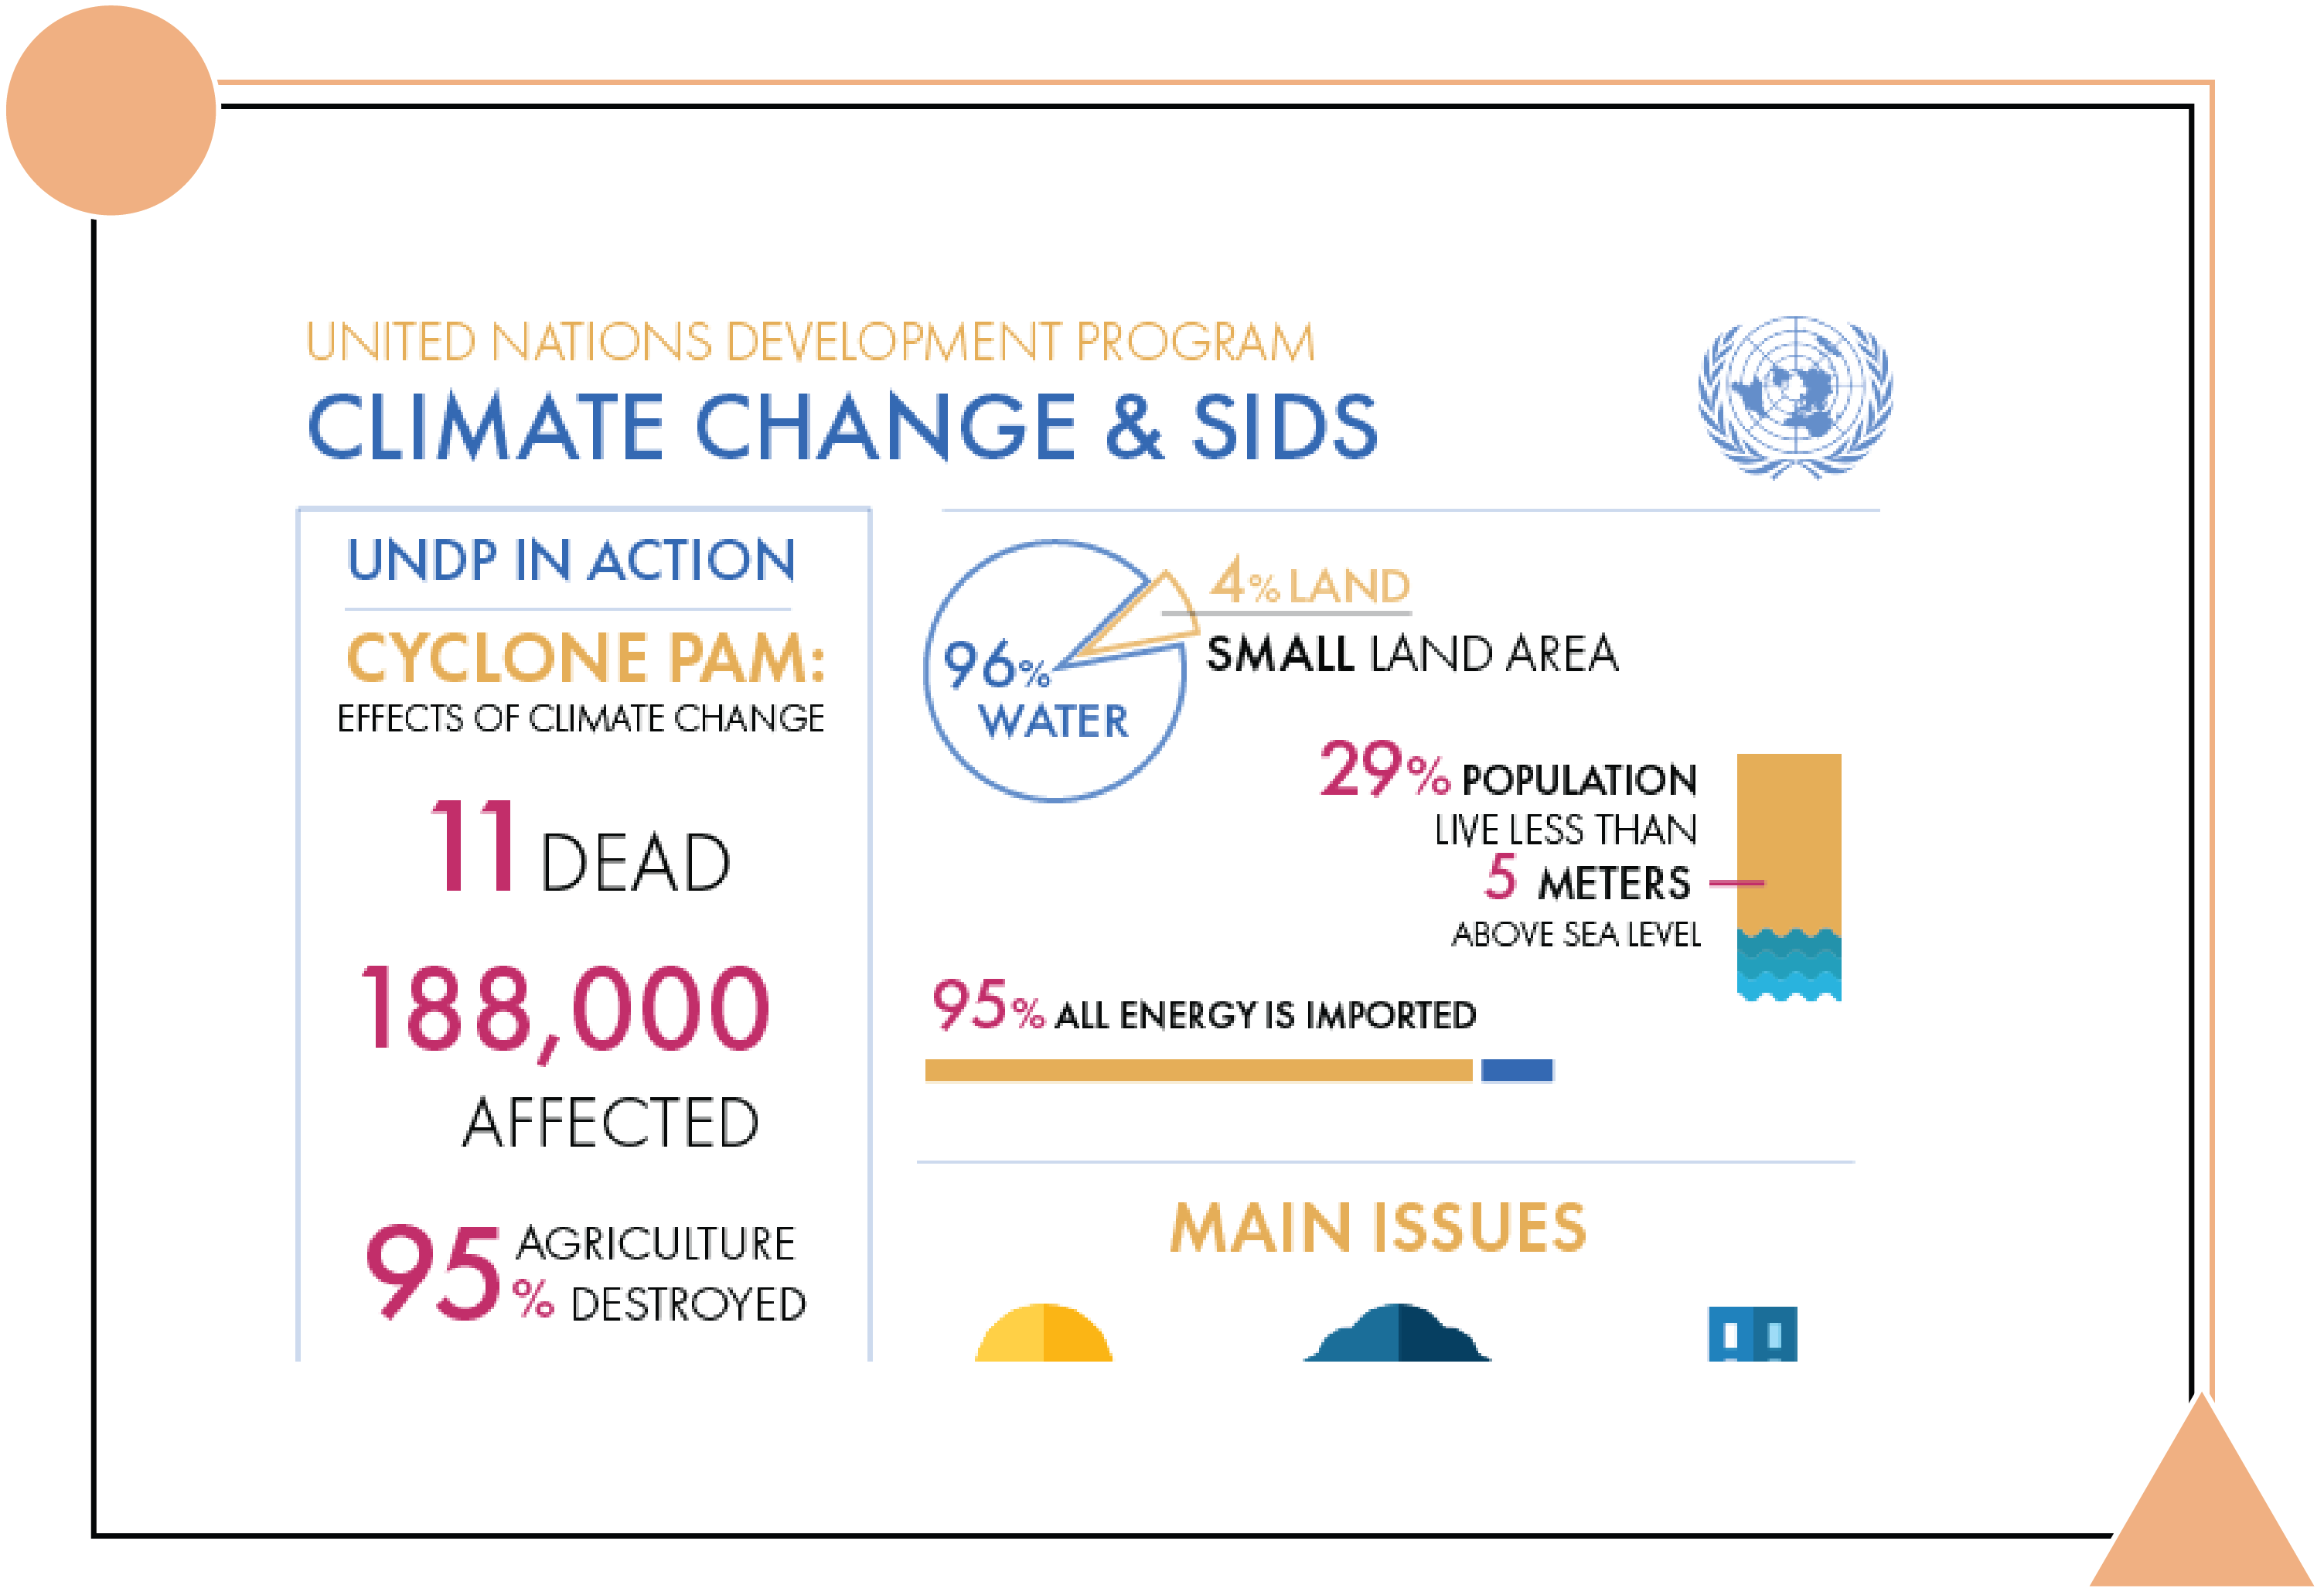 UNITED NATIONS DEVELOPMENT PROGRAM
CLIMATE CHANGE & SIDS
UNDP IN ACTION
CYCLONE PAM:
EFFECTS OF CLIMATE CHANGE
11 DEAD
188,000
AFFECTED
95% AGRICULTURE
DESTROYED
4% LAND
SMALL LAND AREA
96%
WATER
29% POPULATION
LIVE LESS THAN
5 METERS
ABOVE SEA LEVEL
95% ALL ENERGY IS IMPORTED
MAIN ISSUES